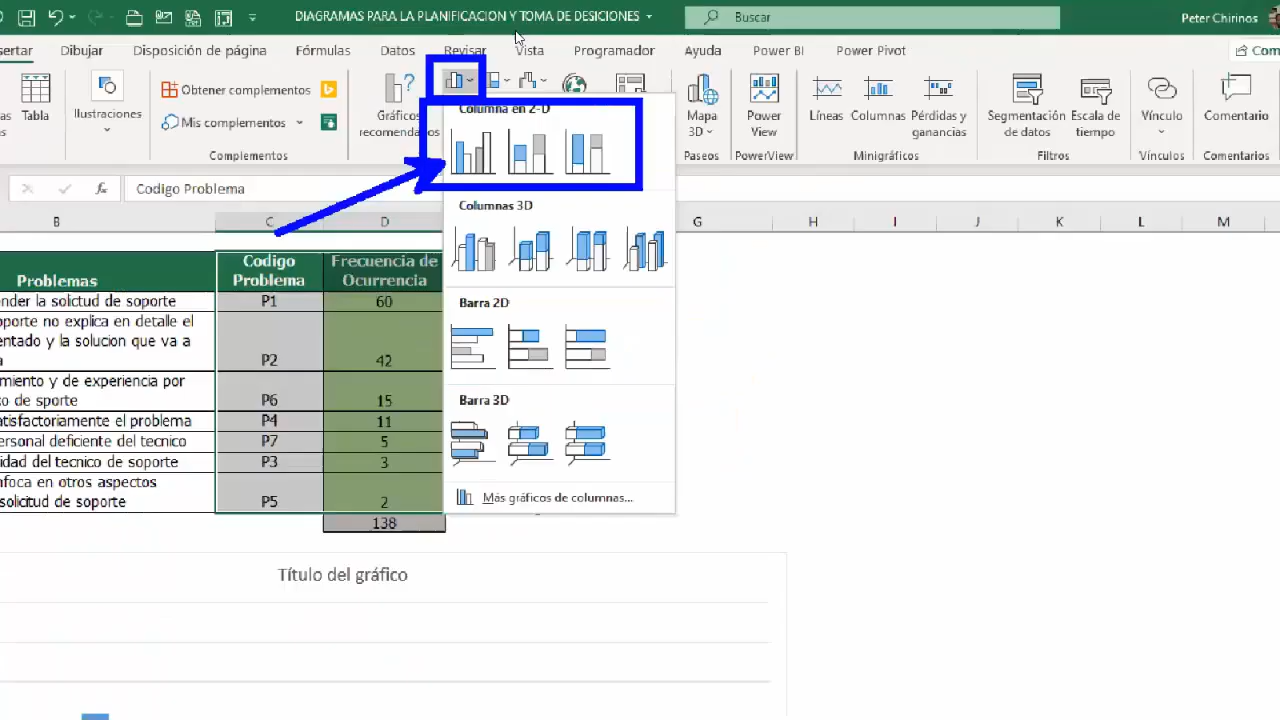 DIAGRAMAS PARA LA PLANIFICACION Y TOMA DE DESICIONES
Buscar
Peter Chirinos
ertar
Dibujar
Disposición de página
Fórmulas
Datos
Revisar
Vista
Programador
Ayuda
Power BI
Power Pivot
Com
Tabla
Ilustraciones
Obtener complementos
Mis complementos
Complementos
Gráficos
recomendados
Mapa
3D
Paseos
Power
View
PowerView
Líneas
Columnas
Pérdidas y
ganancias
Minigráficos
Segmentación
de datos
Escala de
tiempo
Filtros
Vínculo
Vínculos
Comentario
Comentarios
Columna en 2-D
Columnas 3D
Barra 2D
Barra 3D
Más gráficos de columnas...
fx
Codigo Problema
B
C
D
G
H
I
J
K
L
M
Problemas
Codigo
Problema
Frecuencia de
Ocurrencia
nder la solictud de soporte
P1
60
oporte no explica en detalle el
entado y la solucion que va a
a
P2
42
miento y de experiencia por
co de sporte
P6
15
atisfactoriamente el problema
P4
11
ersonal deficiente del tecnico
P7
5
idad del tecnico de soporte
P3
3
nfoca en otros aspectos
solicitud de soporte
P5
2
138
Título del gráfico